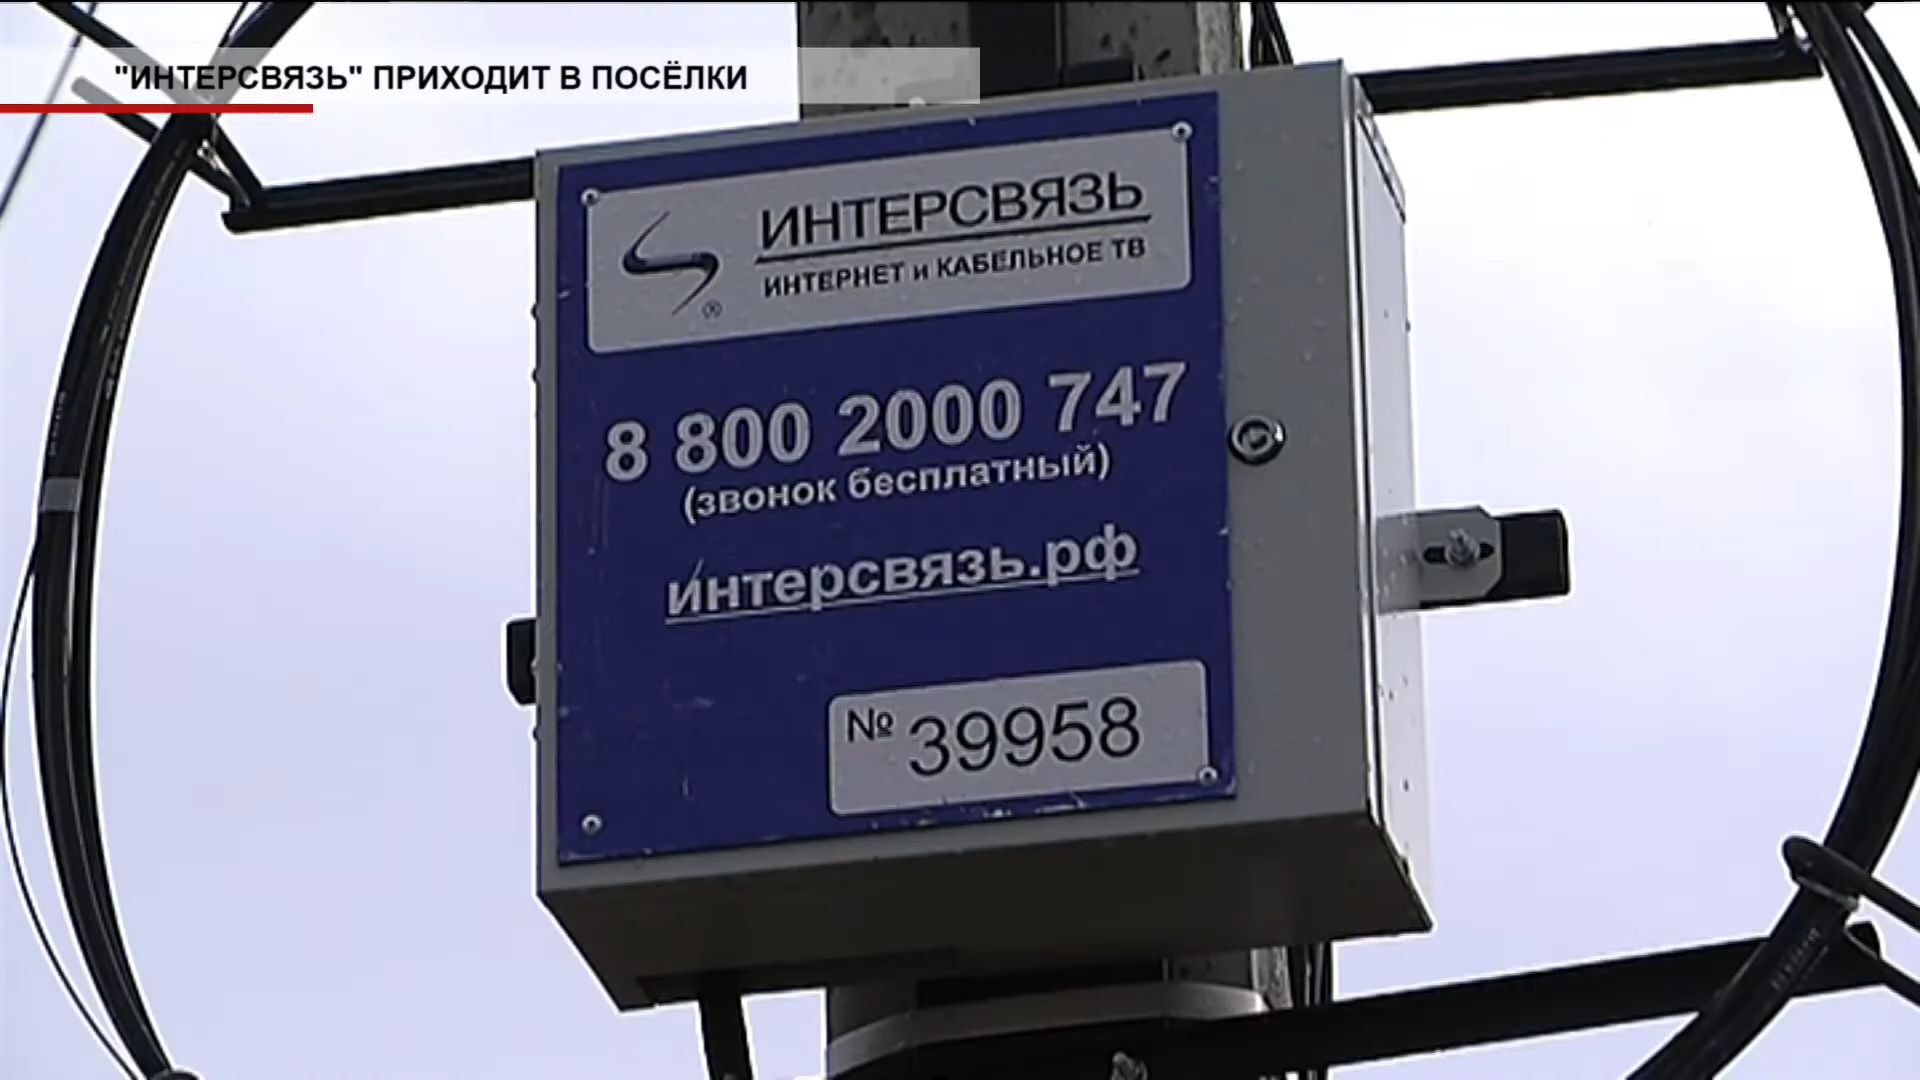 "ИНТЕРСВЯЗЬ" ПРИХОДИТ В ПОСЁЛКИ
ИНТЕРСВЯЗЬ
ИНТЕРНЕТ и КАБЕЛЬНОЕ ТВ
®
8 800 2000 747
(звонок бесплатный)
интерсвязь.рф
№ 39958